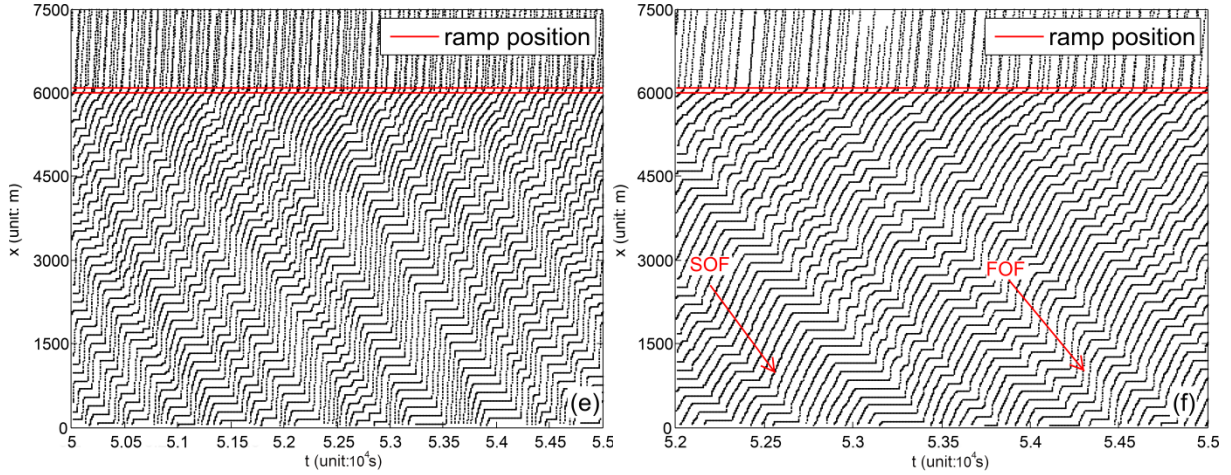 7500
ramp position
6000
4500
3000
1500
0
x (unit: m)
(e)
5 5.05 5.1 5.15 5.2 5.25 5.3 5.35 5.4 5.45 5.5
t (unit:10⁴s)
7500
ramp position
6000
4500
3000
1500
0
x (unit: m)
SOF
FOF
(f)
5.2 5.25 5.3 5.35 5.4 5.45 5.5
t (unit:10⁴s)